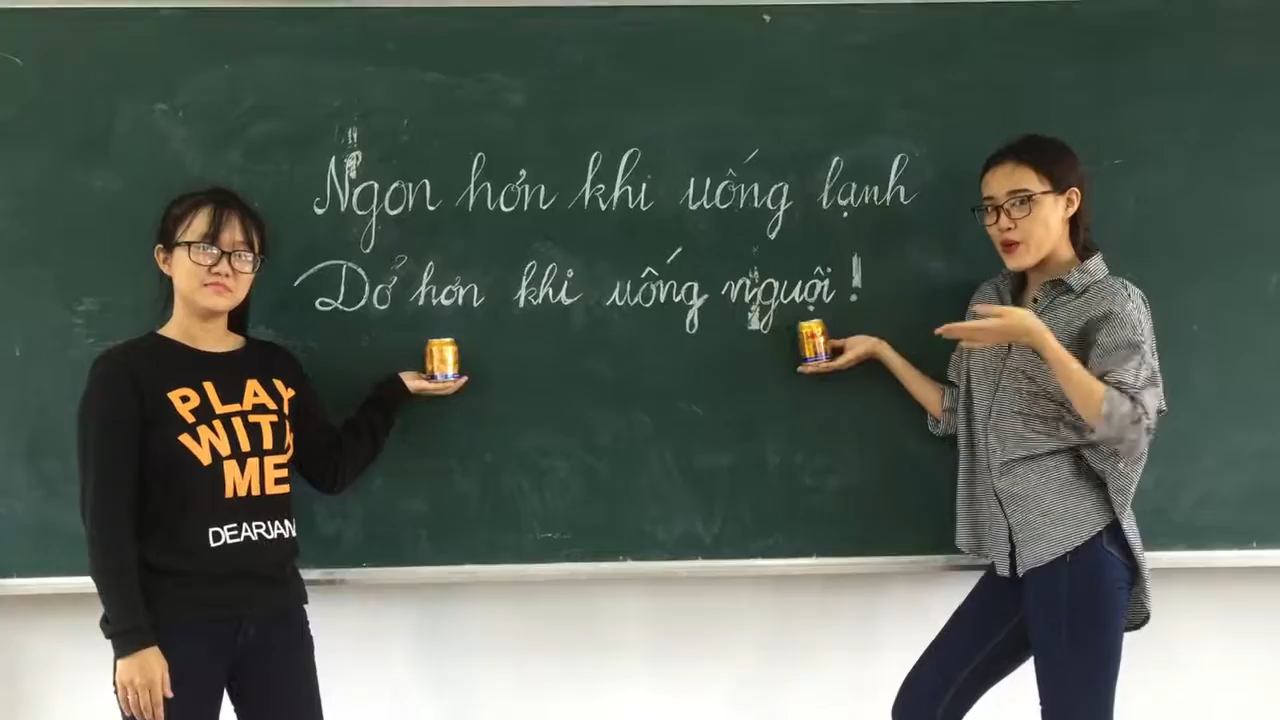 Ngon hơn khi uống lạnh
Dở hơn khi uống nguội!
PLAY
WITH
ME
DEARJANE